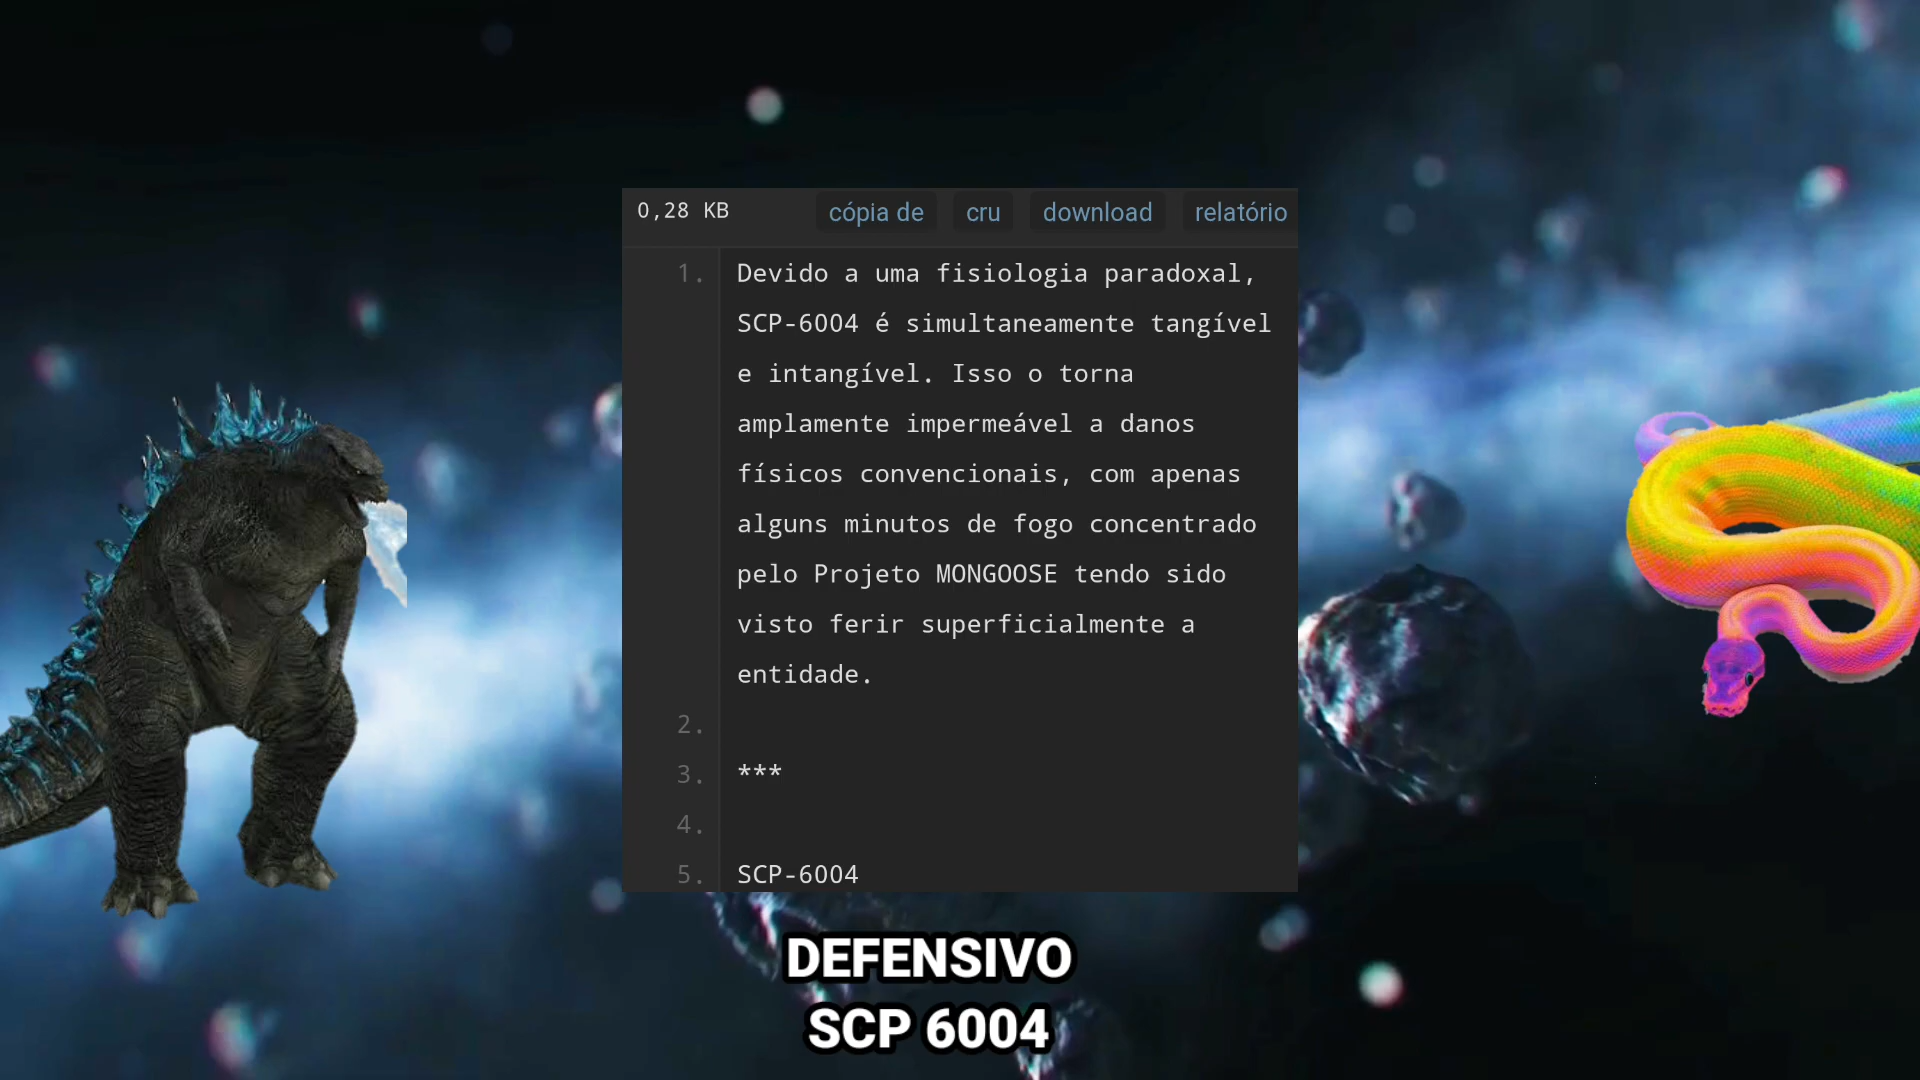 0,28 KB cópia de cru download relatório
1. Devido a uma fisiologia paradoxal,
SCP-6004 é simultaneamente tangível
e intangível. Isso o torna
amplamente impermeável a danos
físicos convencionais, com apenas
alguns minutos de fogo concentrado
pelo Projeto MONGOOSE tendo sido
visto ferir superficialmente a
entidade.
2.
3. ***
4.
5. SCP-6004
DEFENSIVO
SCP 6004